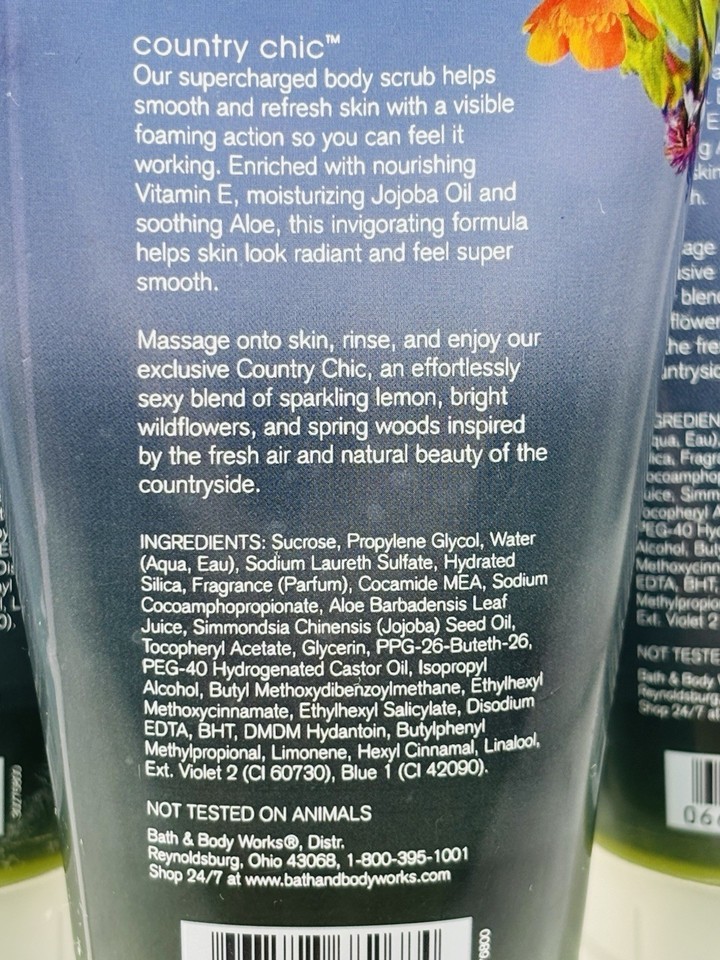 country chic™
Our supercharged body scrub helps
smooth and refresh skin with a visible
foaming action so you can feel it
working. Enriched with nourishing
Vitamin E, moisturizing Jojoba Oil and
soothing Aloe, this invigorating formula
helps skin look radiant and feel super
smooth.
Massage onto skin, rinse, and enjoy our
exclusive Country Chic, an effortlessly
sexy blend of sparkling lemon, bright
wildflowers, and spring woods inspired
by the fresh air and natural beauty of the
countryside.
INGREDIENTS: Sucrose, Propylene Glycol, Water
(Aqua, Eau), Sodium Laureth Sulfate, Hydrated
Silica, Fragrance (Parfum), Cocamide MEA, Sodium
Cocoamphopropionate, Aloe Barbadensis Leaf
Juice, Simmondsia Chinensis (Jojoba) Seed Oil,
Tocopheryl Acetate, Glycerin, PPG-26-Buteth-26,
PEG-40 Hydrogenated Castor Oil, Isopropyl
Alcohol, Butyl Methoxydibenzoylmethane, Ethylhexyl
Methoxycinnamate, Ethylhexyl Salicylate, Disodium
EDTA, BHT, DMDM Hydantoin, Butylphenyl
Methylpropional, Limonene, Hexyl Cinnamal, Linalool,
Ext. Violet 2 (CI 60730), Blue 1 (CI 42090).
NOT TESTED ON ANIMALS
Bath & Body Works®, Distr.
Reynoldsburg, Ohio 43068, 1-800-395-1001
Shop 24/7 at www.bathandbodyworks.com